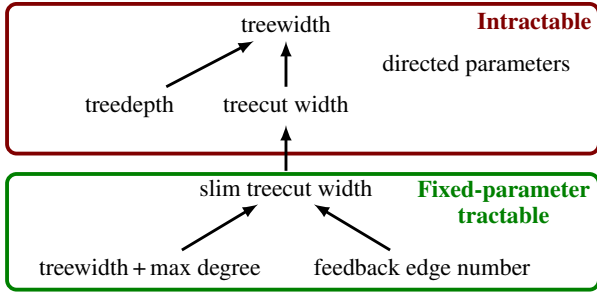 treewidth
Intractable
directed parameters
treedepth
treecut width
slim treecut width
Fixed-parameter
tractable
treewidth + max degree
feedback edge number